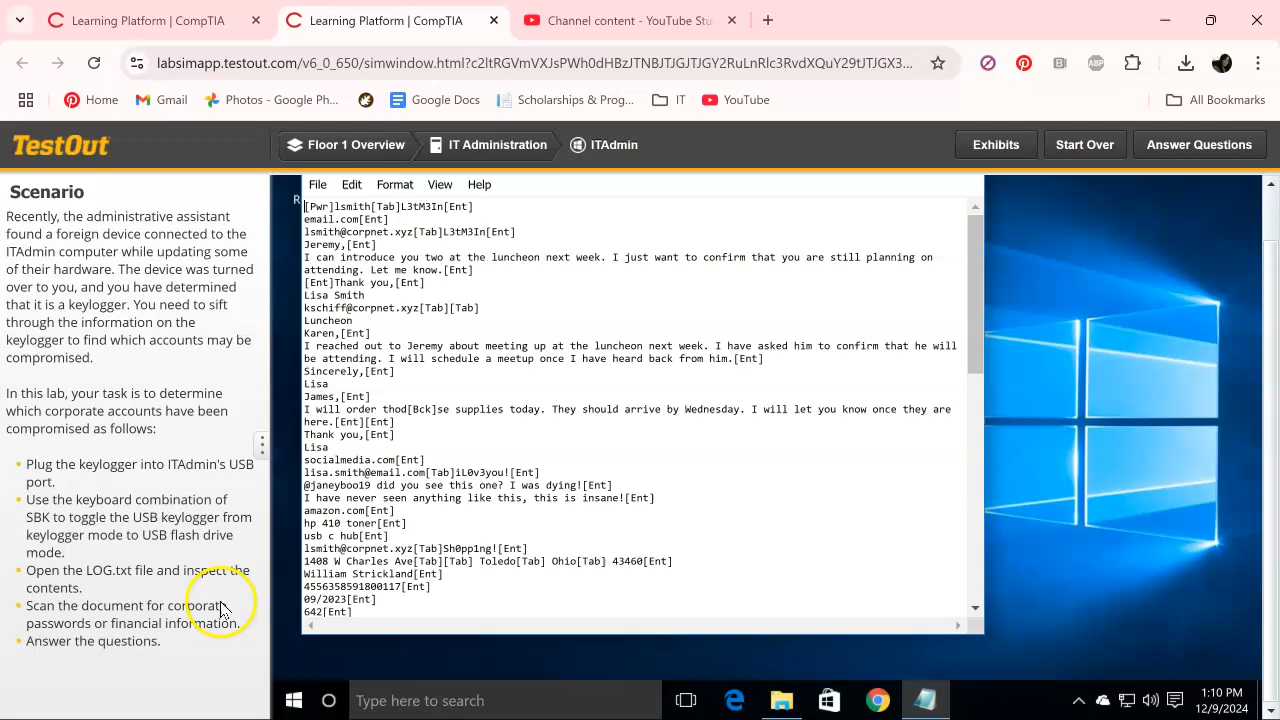 Learning Platform | CompTIA
Learning Platform | CompTIA
Channel content - YouTube Stu
labsimapp.testout.com/v6_0_650/simwindow.html?c2ltRGVmVXJsPWh0dHBzJTNBJTJGJTJGY2RuLnRlc3RvdXQuY29tJTJGX3...
ABP
Home
Gmail
Photos - Google Ph...
Google Docs
Scholarships & Prog...
IT
YouTube
All Bookmarks
TestOut
Floor 1 Overview
IT Administration
ITAdmin
Exhibits
Start Over
Answer Questions
Scenario
Recently, the administrative assistant
found a foreign device connected to the
ITAdmin computer while updating some
of their hardware. The device was turned
over to you, and you have determined
that it is a keylogger. You need to sift
through the information on the
keylogger to find which accounts may be
compromised.
In this lab, your task is to determine
which corporate accounts have been
compromised as follows:
Plug the keylogger into ITAdmin's USB
port.
Use the keyboard combination of
SBK to toggle the USB keylogger from
keylogger mode to USB flash drive
mode.
Open the LOG.txt file and inspect the
contents.
Scan the document for corporate
passwords or financial information.
Answer the questions.
R
File Edit Format View Help
[Pwr]lsmith[Tab]L3tM3In[Ent]
email.com[Ent]
lsmith@corpnet.xyz[Tab]L3tM3In[Ent]
Jeremy,[Ent]
I can introduce you two at the luncheon next week. I just want to confirm that you are still planning on
attending. Let me know.[Ent]
[Ent]Thank you,[Ent]
Lisa Smith
kschiff@corpnet.xyz[Tab][Tab]
Luncheon
Karen,[Ent]
I reached out to Jeremy about meeting up at the luncheon next week. I have asked him to confirm that he will
be attending. I will schedule a meetup once I have heard back from him.[Ent]
Sincerely,[Ent]
Lisa
James,[Ent]
I will order thod[Bck]se supplies today. They should arrive by Wednesday. I will let you know once they are
here.[Ent][Ent]
Thank you,[Ent]
Lisa
socialmedia.com[Ent]
lisa.smith@email.com[Tab]iL0v3you![Ent]
@janeyboo19 did you see this one? I was dying![Ent]
I have never seen anything like this, this is insane![Ent]
amazon.com[Ent]
hp 410 toner[Ent]
usb c hub[Ent]
lsmith@corpnet.xyz[Tab]Sh0pp1ng![Ent]
1408 W Charles Ave[Tab][Tab] Toledo[Tab] Ohio[Tab] 43460[Ent]
William Strickland[Ent]
4556358591800117[Ent]
09/2023[Ent]
642[Ent]
Type here to search
1:10 PM
12/9/2024